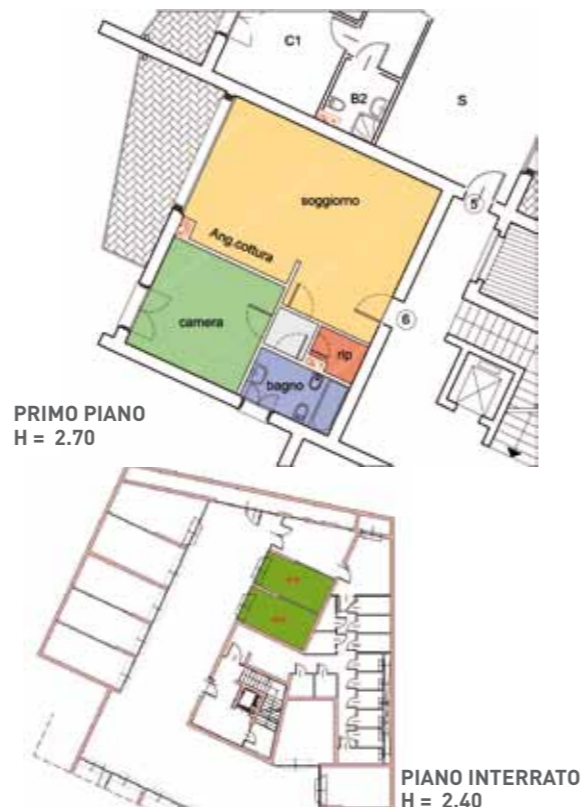 C1
B2
S
soggiorno
5
Ang.cottura
6
camera
rip
bagno
PRIMO PIANO
H = 2.70
PIANO INTERRATO
H = 2.40